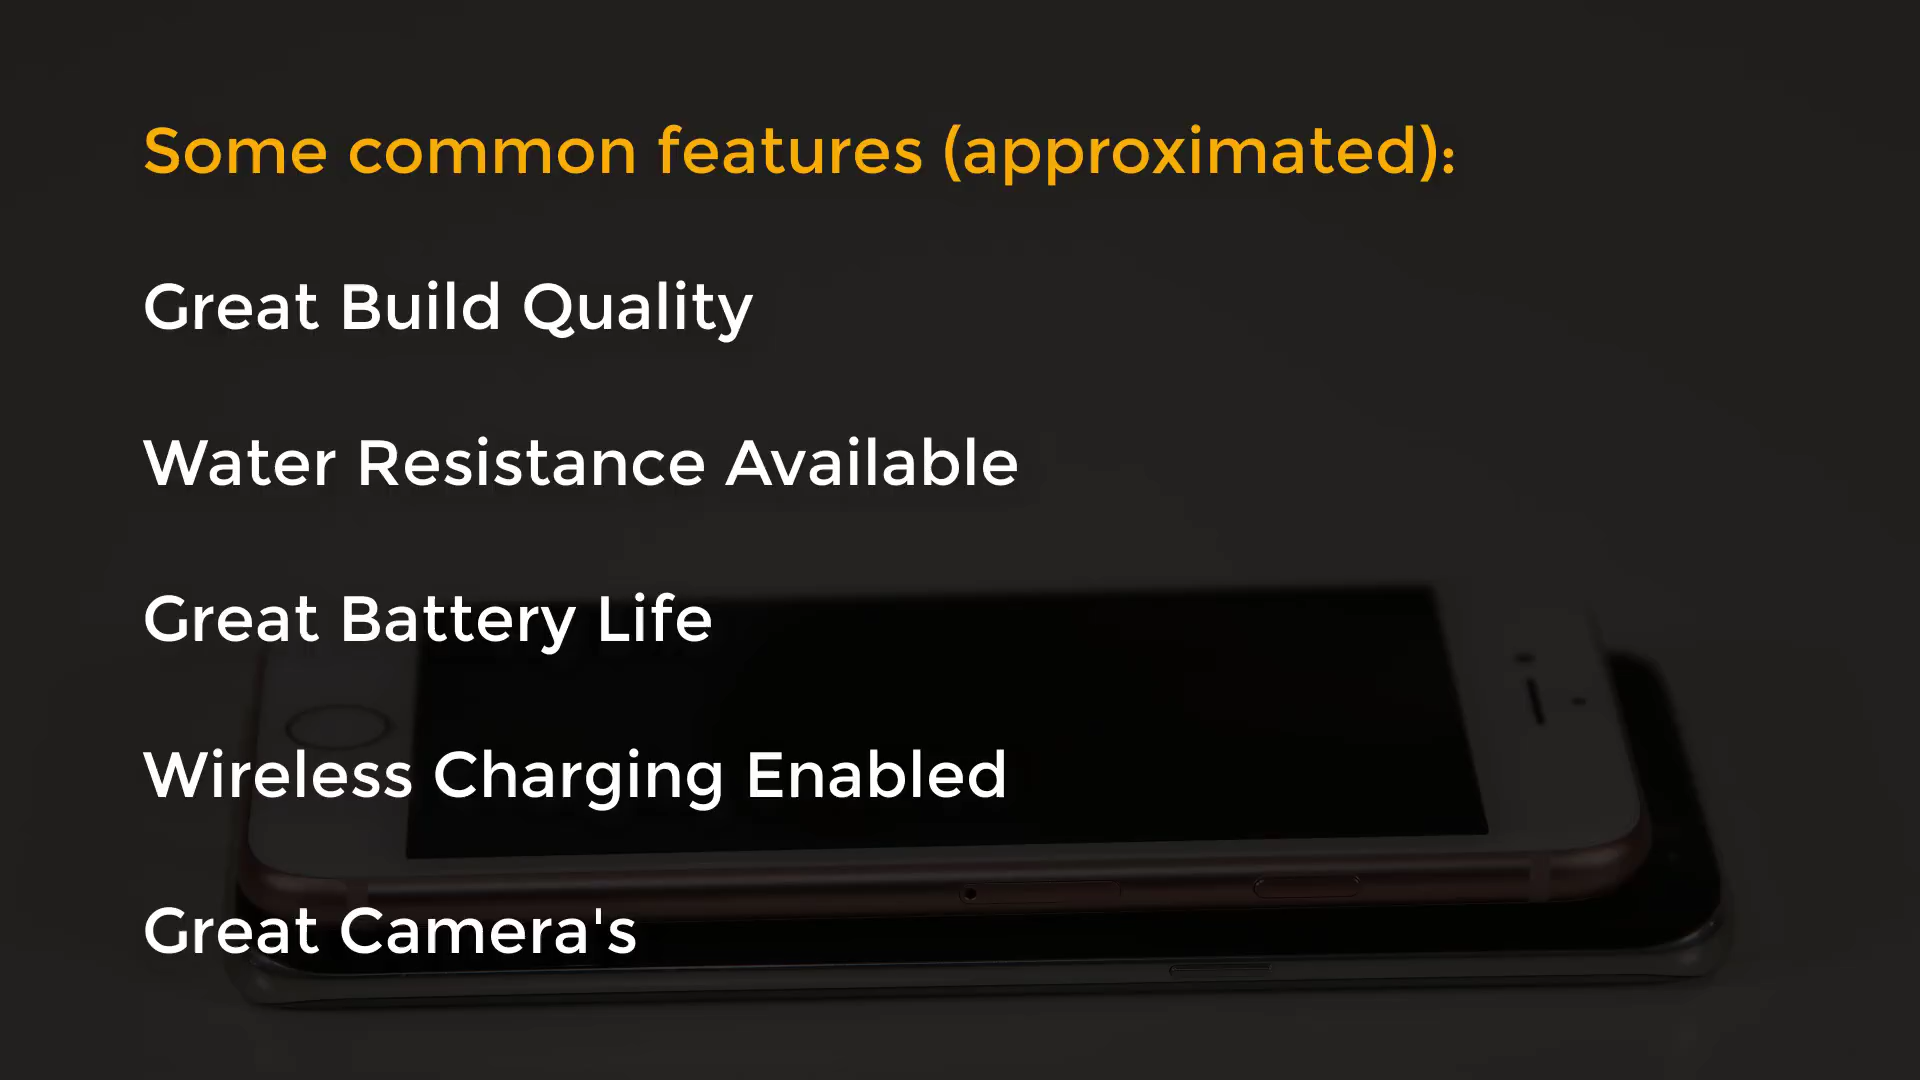 Some common features (approximated):
Great Build Quality
Water Resistance Available
Great Battery Life
Wireless Charging Enabled
Great Camera's